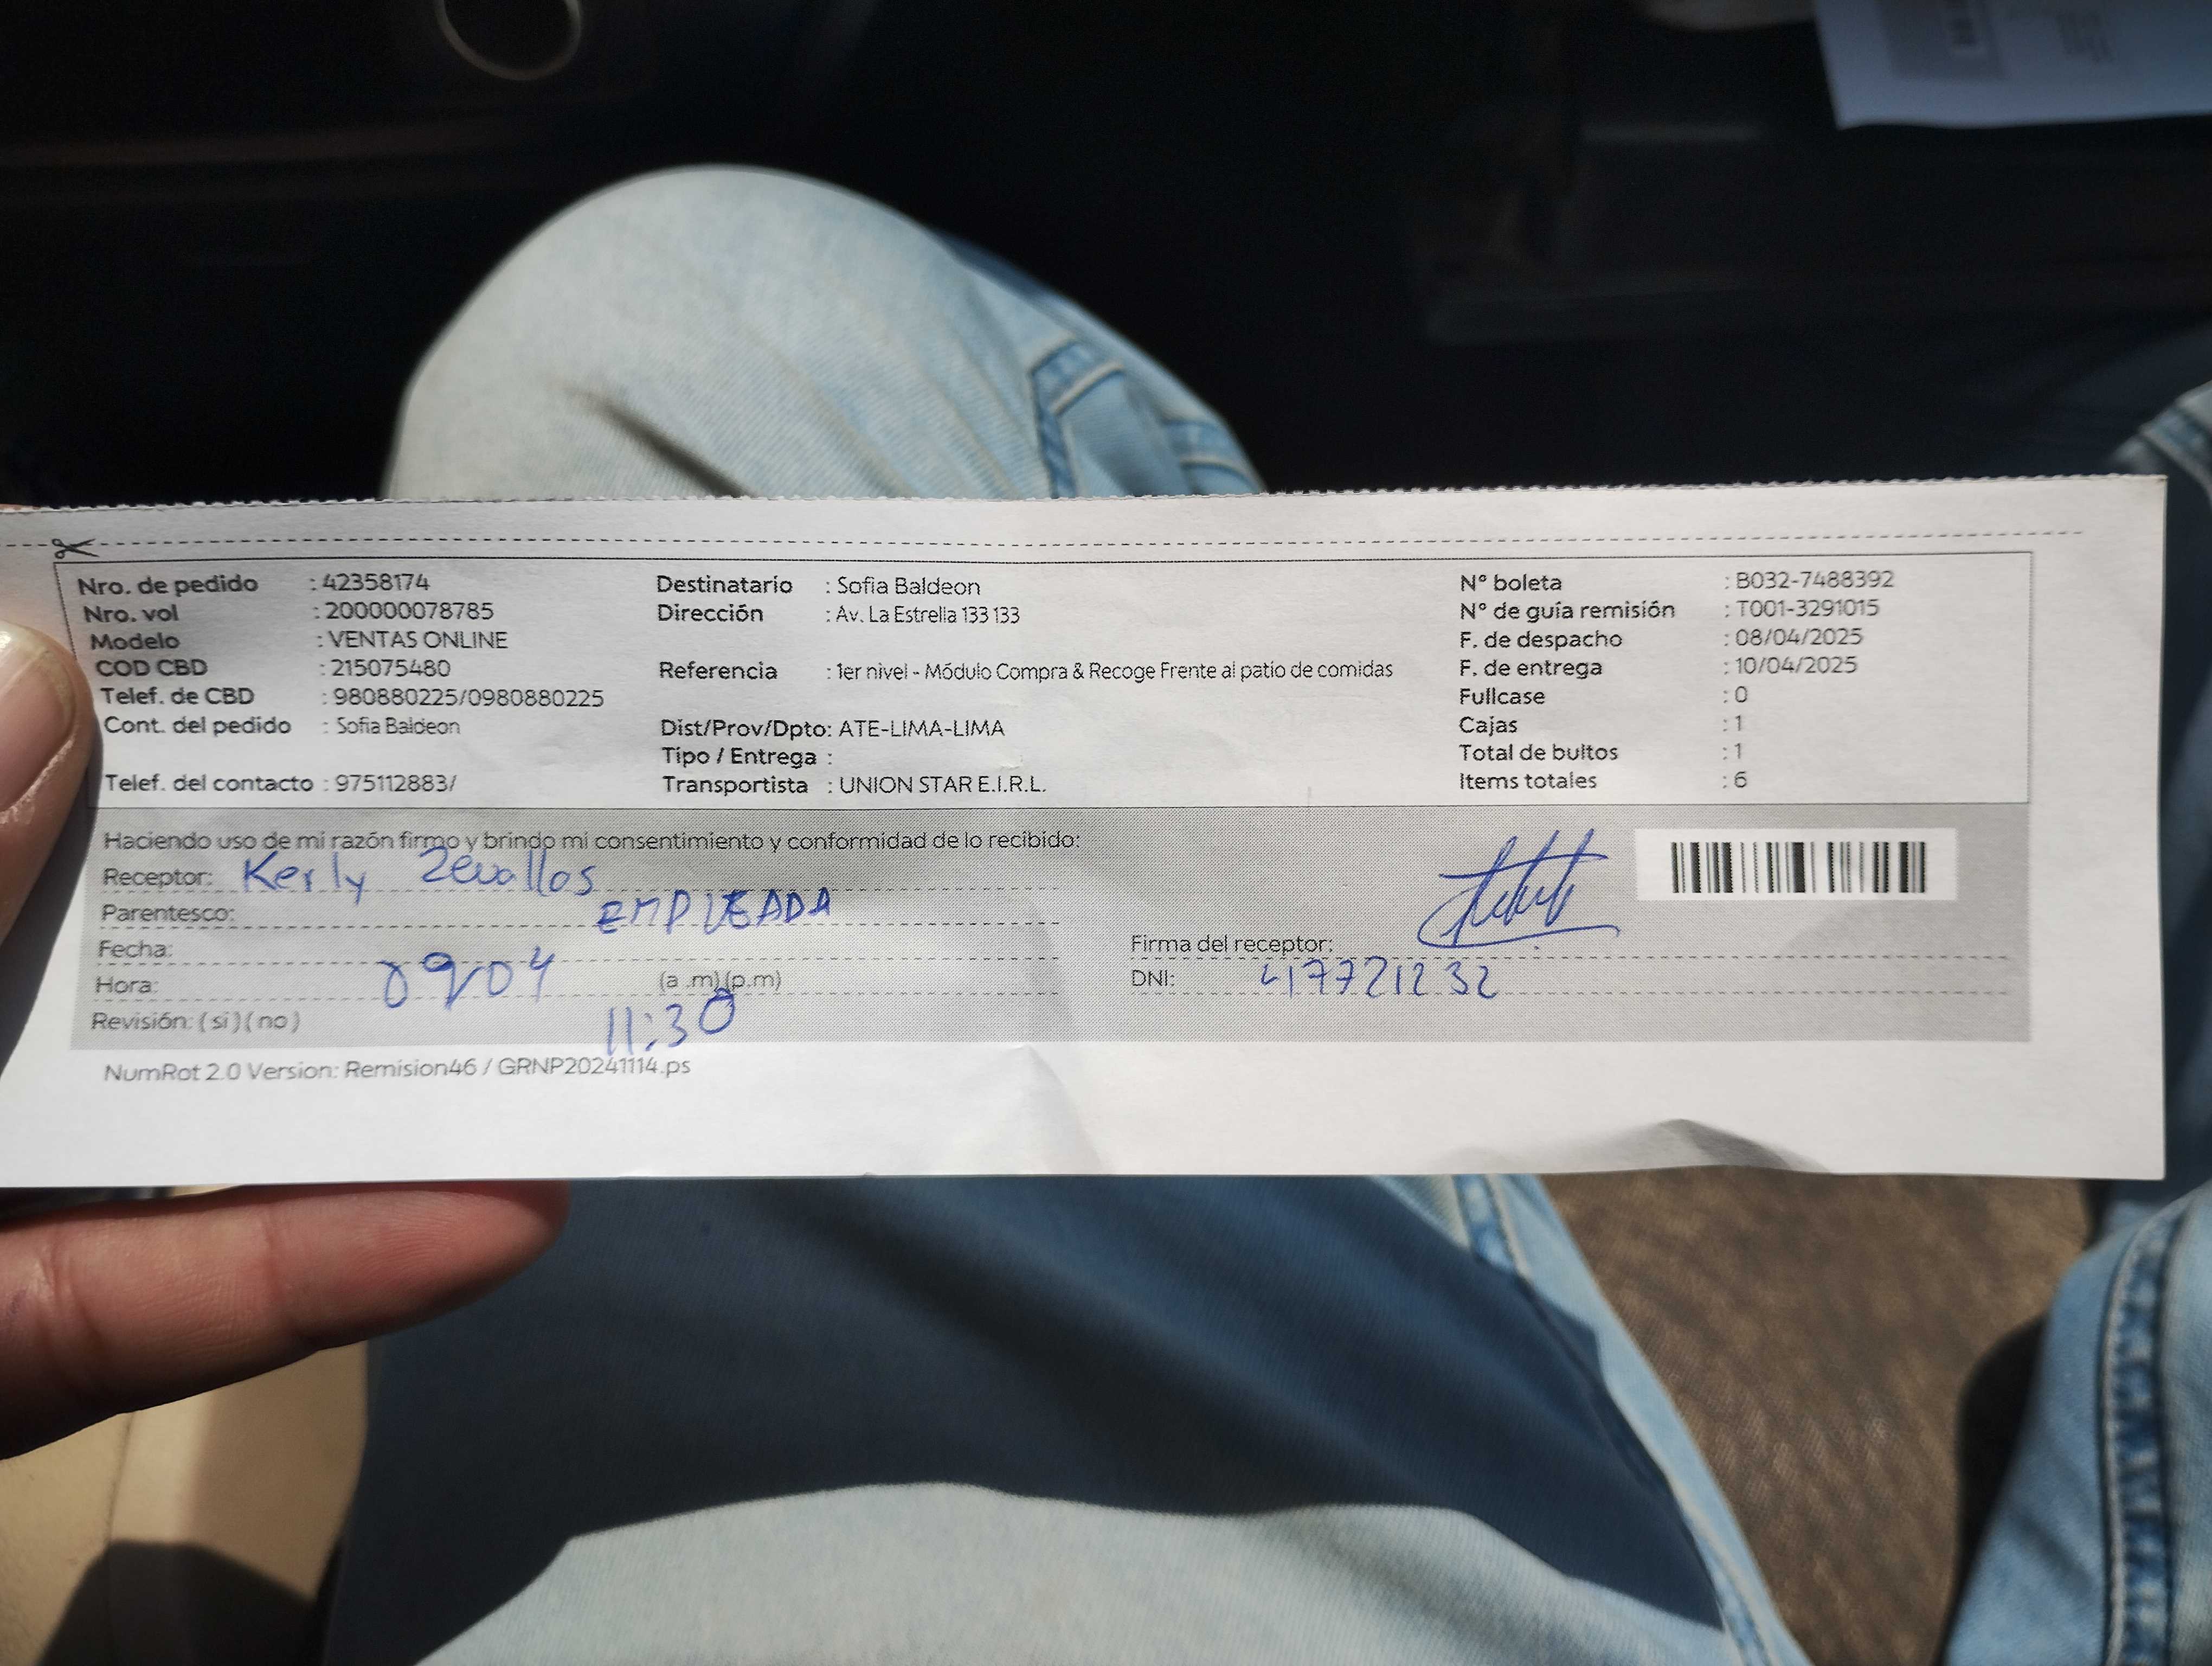 Nro. de pedido : 42358174
Nro. vol : 200000078785
Modelo : VENTAS ONLINE
COD CBD : 215075480
Telef. de CBD : 980880225/0980880225
Cont. del pedido : Sofia Baldeon
Telef. del contacto : 975112883/
Destinatario : Sofia Baldeon
Dirección : Av. La Estrella 133 133
Referencia : 1er nivel - Módulo Compra & Recoge Frente al patio de comidas
Dist/Prov/Dpto: ATE-LIMA-LIMA
Tipo / Entrega :
Transportista : UNION STAR E.I.R.L.
N° boleta : B032-7488392
N° de guía remisión : T001-3291015
F. de despacho : 08/04/2025
F. de entrega : 10/04/2025
Fullcase : 0
Cajas : 1
Total de bultos : 1
Items totales : 6
Haciendo uso de mi razón firmo y brindo mi consentimiento y conformidad de lo recibido:
Receptor: Kerly Zevallos
Parentesco: EMPLEADA
Fecha: 09/04
Hora: (a .m)(p.m) 11:30
Revisión: ( si ) ( no )
Firma del receptor:
DNI: 417721232
NumRot 2.0 Version: Remision46 / GRNP20241114.ps